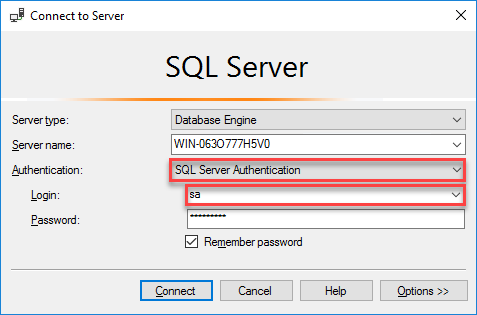 Connect to Server
SQL Server
Server type: Database Engine
Server name: WIN-063O777H5V0
Authentication: SQL Server Authentication
Login: sa
Password: *********
Remember password
Connect Cancel Help Options >>